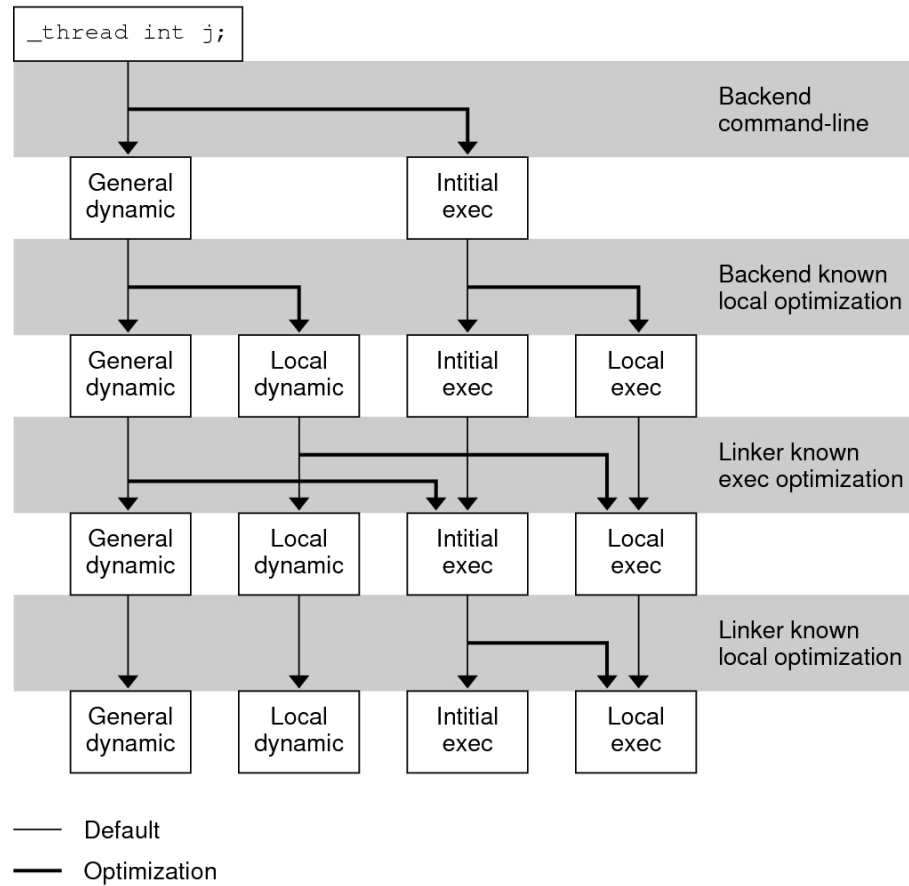 _thread int j;
Backend
command-line
General
dynamic
Intitial
exec
Backend known
local optimization
General
dynamic
Local
dynamic
Intitial
exec
Local
exec
Linker known
exec optimization
General
dynamic
Local
dynamic
Intitial
exec
Local
exec
Linker known
local optimization
General
dynamic
Local
dynamic
Intitial
exec
Local
exec
Default
Optimization